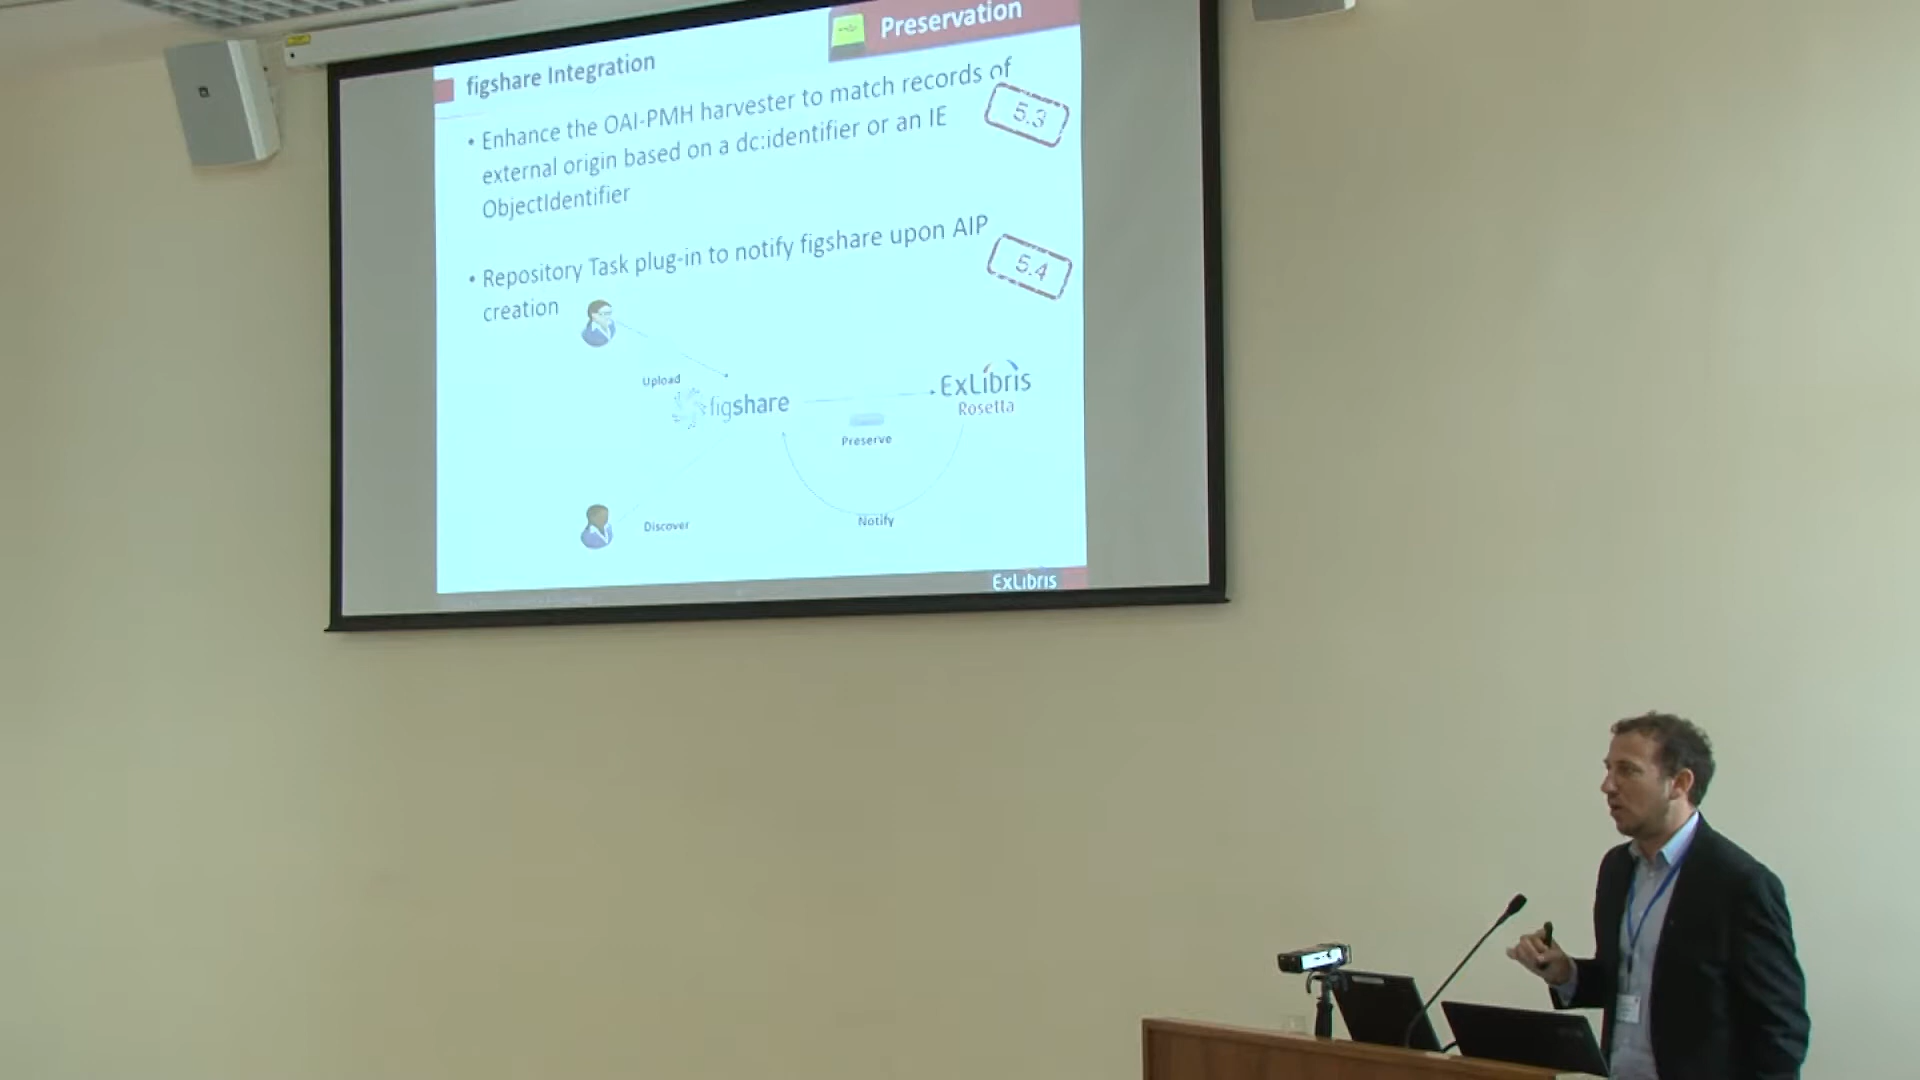 Preservation
figshare Integration
• Enhance the OAI-PMH harvester to match records of
external origin based on a dc:identifier or an IE
ObjectIdentifier
5.3
• Repository Task plug-in to notify figshare upon AIP
creation
5.4
Upload
figshare
ExLibris
Rosetta
Preserve
Discover
Notify
ExLibris